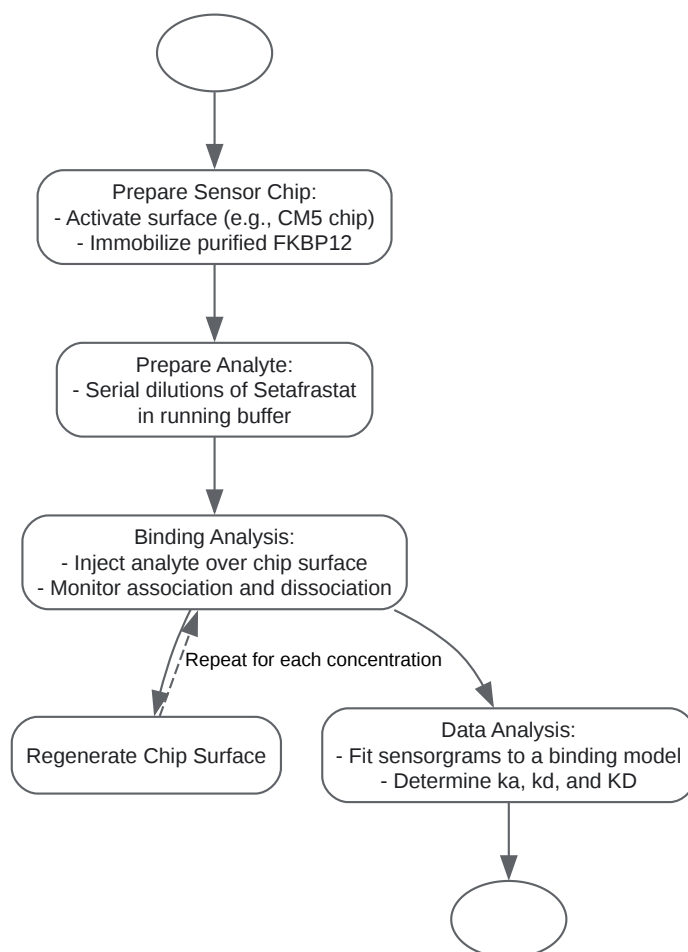 Prepare Sensor Chip:
- Activate surface (e.g., CM5 chip)
- Immobilize purified FKBP12
Prepare Analyte:
- Serial dilutions of Setafrastat
in running buffer
Binding Analysis:
- Inject analyte over chip surface
- Monitor association and dissociation
Repeat for each concentration
Regenerate Chip Surface
Data Analysis:
- Fit sensorgrams to a binding model
- Determine ka, kd, and KD